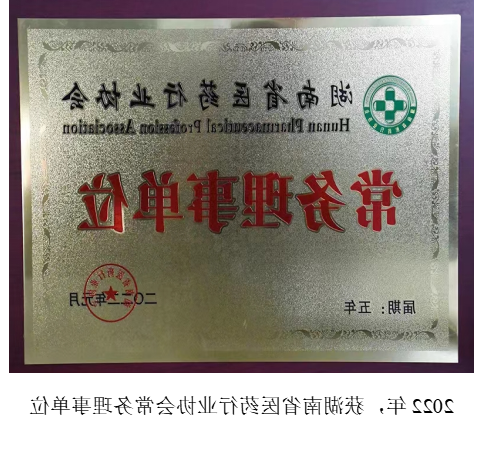 湖南省医药行业协会
Hunan Pharmaceutical Profession Association
常务理事单位
届期：五年
二〇二二年元月
2022年，获湖南省医药行业协会常务理事单位